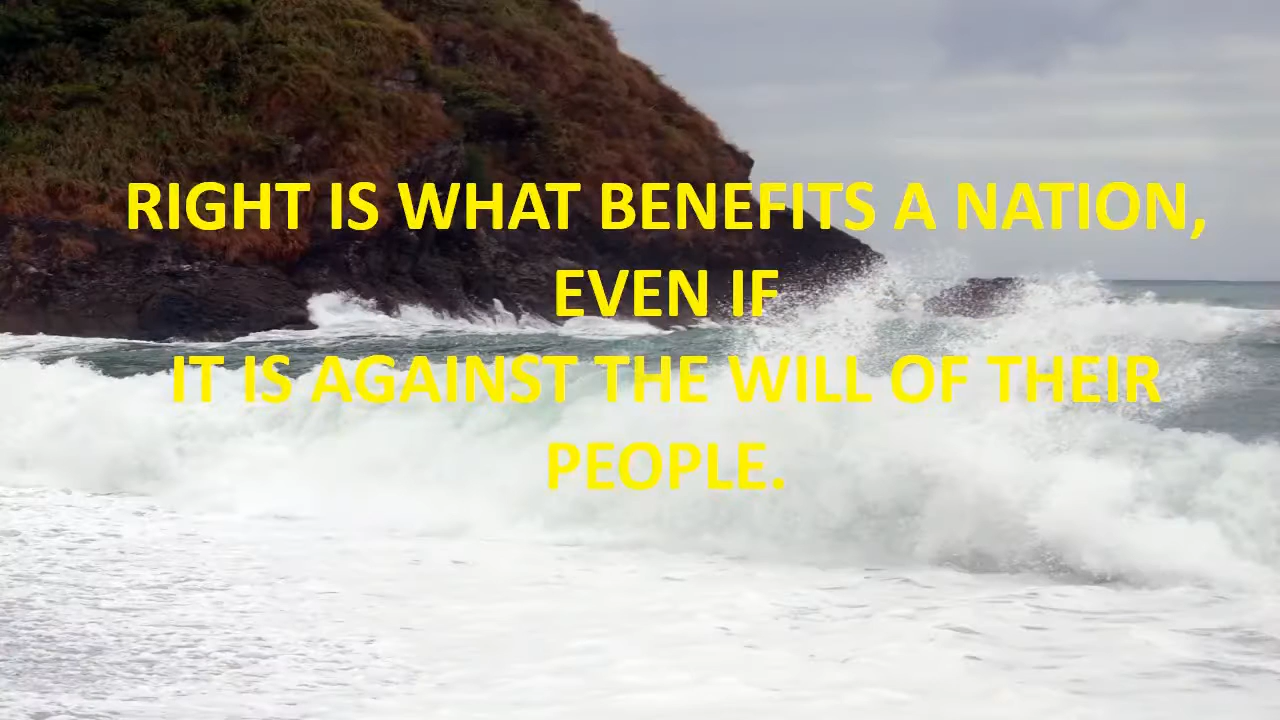 RIGHT IS WHAT BENEFITS A NATION,
EVEN IF
IT IS AGAINST THE WILL OF THEIR
PEOPLE.